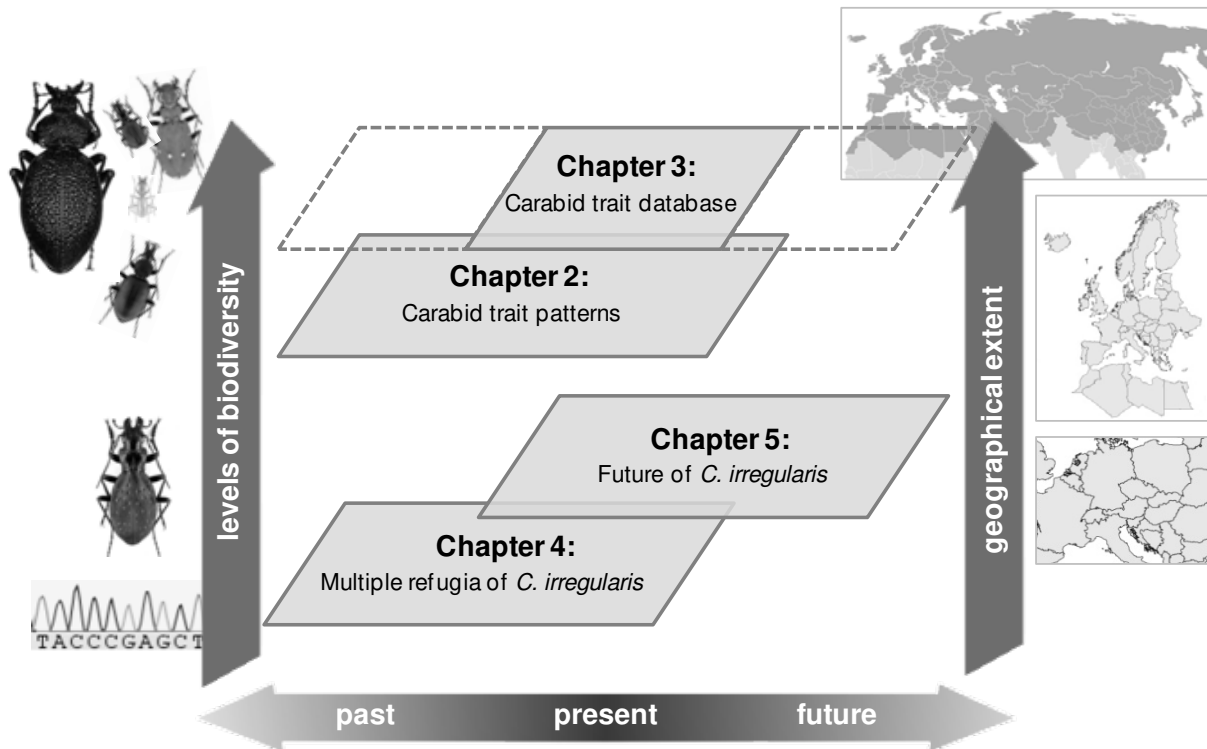 Chapter 3:
Carabid trait database
Chapter 2:
Carabid trait patterns
Chapter 5:
Future of C. irregularis
Chapter 4:
Multiple refugia of C. irregularis
levels of biodiversity
geographical extent
TACCCGAGCT
past present future